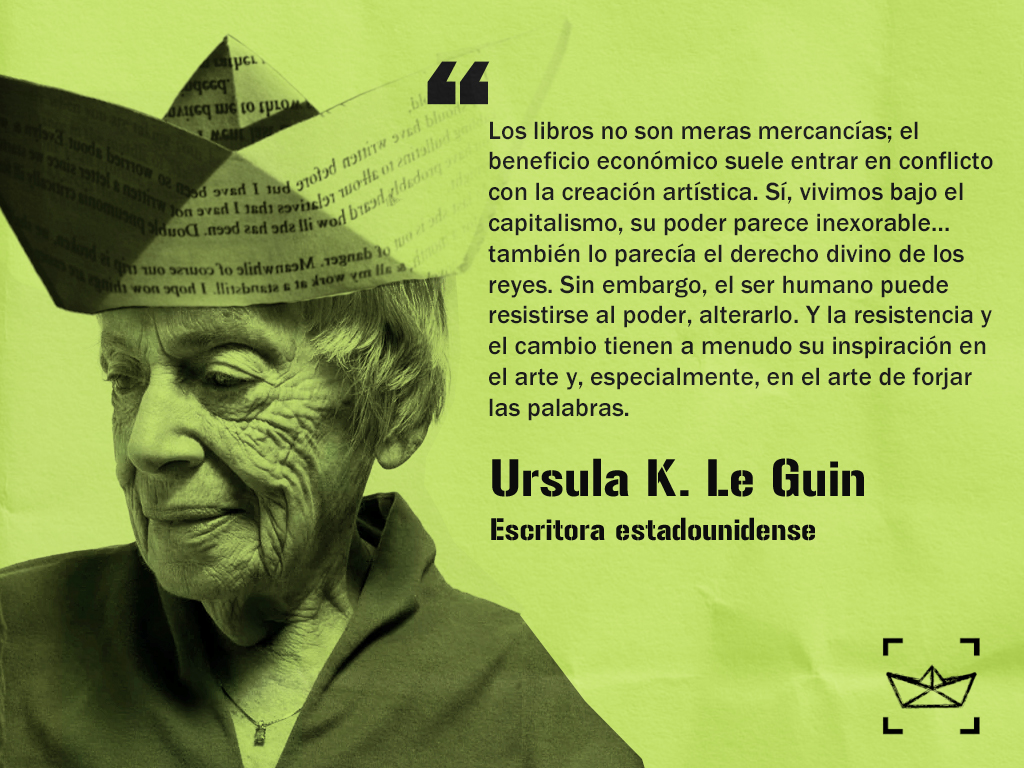 “
Los libros no son meras mercancías; el
beneficio económico suele entrar en conflicto
con la creación artística. Sí, vivimos bajo el
capitalismo, su poder parece inexorable...
también lo parecía el derecho divino de los
reyes. Sin embargo, el ser humano puede
resistirse al poder, alterarlo. Y la resistencia y
el cambio tienen a menudo su inspiración en
el arte y, especialmente, en el arte de forjar
las palabras.
Ursula K. Le Guin
Escritora estadounidense